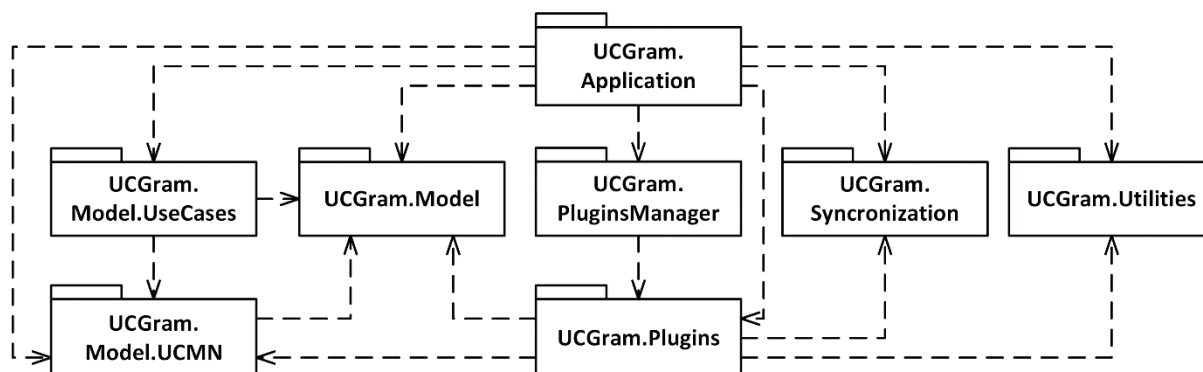 UCGram.
Application
UCGram.
Model.UseCases
UCGram.Model
UCGram.
PluginsManager
UCGram.
Syncronization
UCGram.Utilities
UCGram.
Model.UCMN
UCGram.Plugins